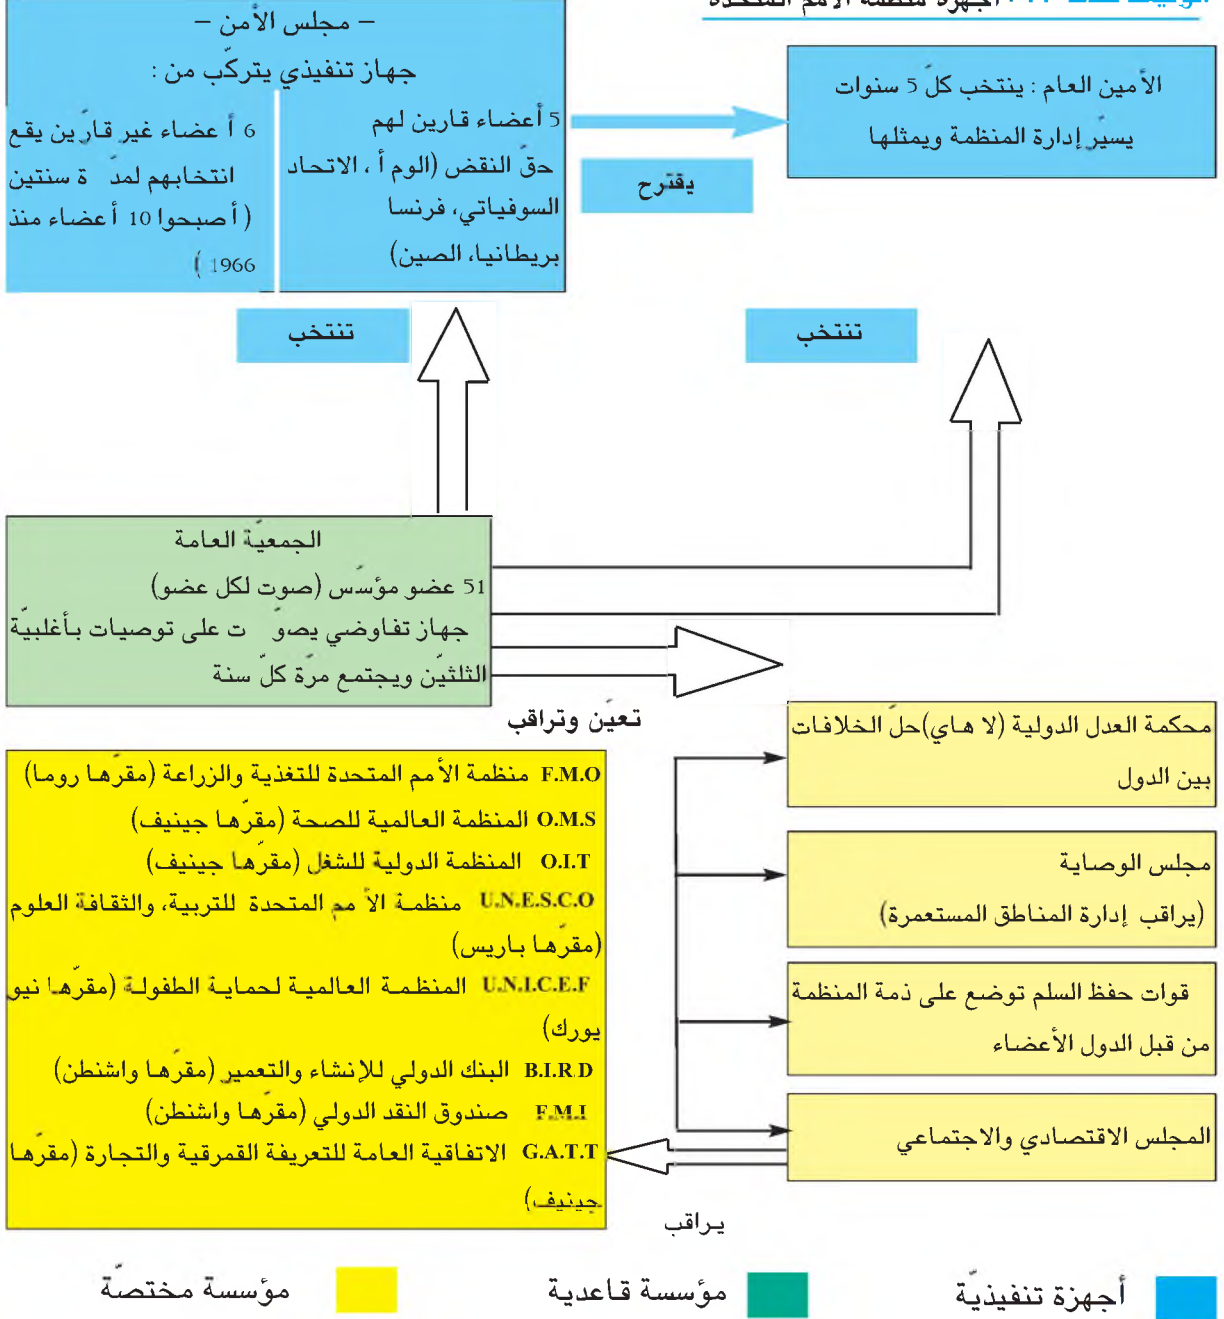 أجهزة منظمة الأمم المتحدة
– مجلس الأمن –
جهاز تنفيذي يتركّب من :
5 أعضاء قارين لهم
حقّ النقض (الوم أ ، الاتحاد
السوفياتي، فرنسا
بريطانيا، الصين)
6 أعضاء غير قارّين يقع
انتخابهم لمدّة سنتين
(أصبحوا 10 أعضاء منذ
1966 )
يقترح
الأمين العام : ينتخب كلّ 5 سنوات
يسيّر إدارة المنظمة ويمثلها
تنتخب
تنتخب
الجمعيّة العامة
51 عضو مؤسّس (صوت لكل عضو)
جهاز تفاوضي يصوّت على توصيات بأغلبيّة
الثلثيّن ويجتمع مرّة كلّ سنة
تعيّن وتراقب
محكمة العدل الدولية (لا هاي)حلّ الخلافات
بين الدول
مجلس الوصاية
(يراقب إدارة المناطق المستعمرة)
قوات حفظ السلم توضع على ذمة المنظمة
من قبل الدول الأعضاء
المجلس الاقتصادي والاجتماعي
يراقب
F.M.O منظمة الأمم المتحدة للتغذية والزراعة (مقرّها روما)
O.M.S المنظمة العالمية للصحة (مقرّها جينيف)
O.I.T المنظمة الدولية للشغل (مقرّها جينيف)
U.N.E.S.C.O منظمة الأمم المتحدة للتربية، والثقافة العلوم
(مقرّها باريس)
U.N.I.C.E.F المنظمة العالمية لحماية الطفولة (مقرّها نيو
يورك)
B.I.R.D البنك الدولي للإنشاء والتعمير (مقرّها واشنطن)
F.M.I صندوق النقد الدولي (مقرّها واشنطن)
G.A.T.T الاتفاقية العامة للتعريفة القمرقية والتجارة (مقرّها
جينيف)
أجهزة تنفيذيّة
مؤسسة قاعدية
مؤسسة مختصّة